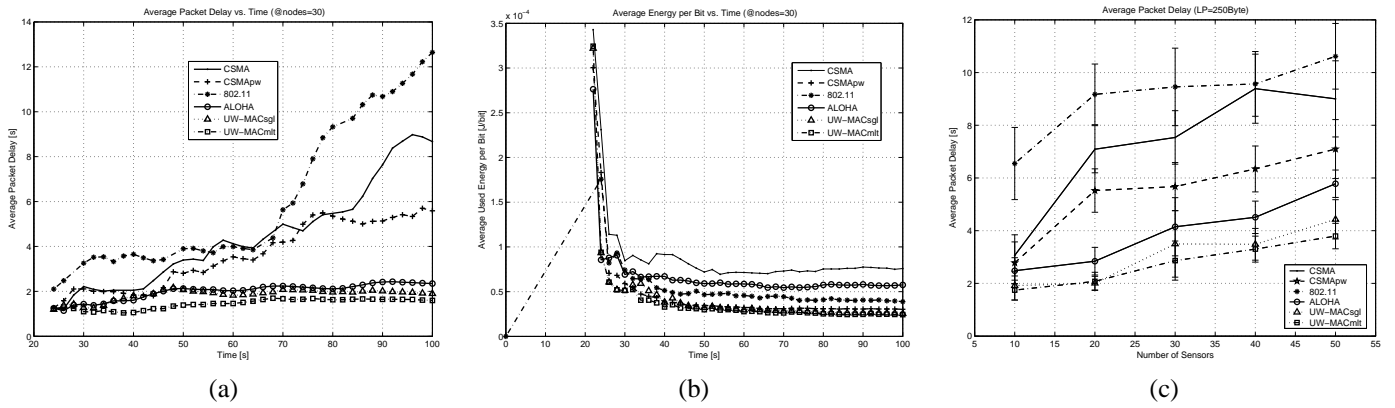 Average Packet Delay vs. Time (@nodes=30)
14
12
10
8
6
4
2
0
Average Packet Delay [s]
20 30 40 50 60 70 80 90 100
Time [s]
CSMA
CSMApw
802.11
ALOHA
UW−MACsgl
UW−MACmlt
(a)
x 10−4
Average Energy per Bit vs. Time (@nodes=30)
3.5
3
2.5
2
1.5
1
0.5
0
Average Used Energy per Bit [J/bit]
0 10 20 30 40 50 60 70 80 90 100
Time [s]
CSMA
CSMApw
802.11
ALOHA
UW−MACsgl
UW−MACmlt
(b)
Average Packet Delay (LP=250Byte)
12
10
8
6
4
2
0
Average Packet Delay [s]
5 10 15 20 25 30 35 40 45 50 55
Number of Sensors
CSMA
CSMApw
802.11
ALOHA
UW−MACsgl
UW−MACmlt
(c)